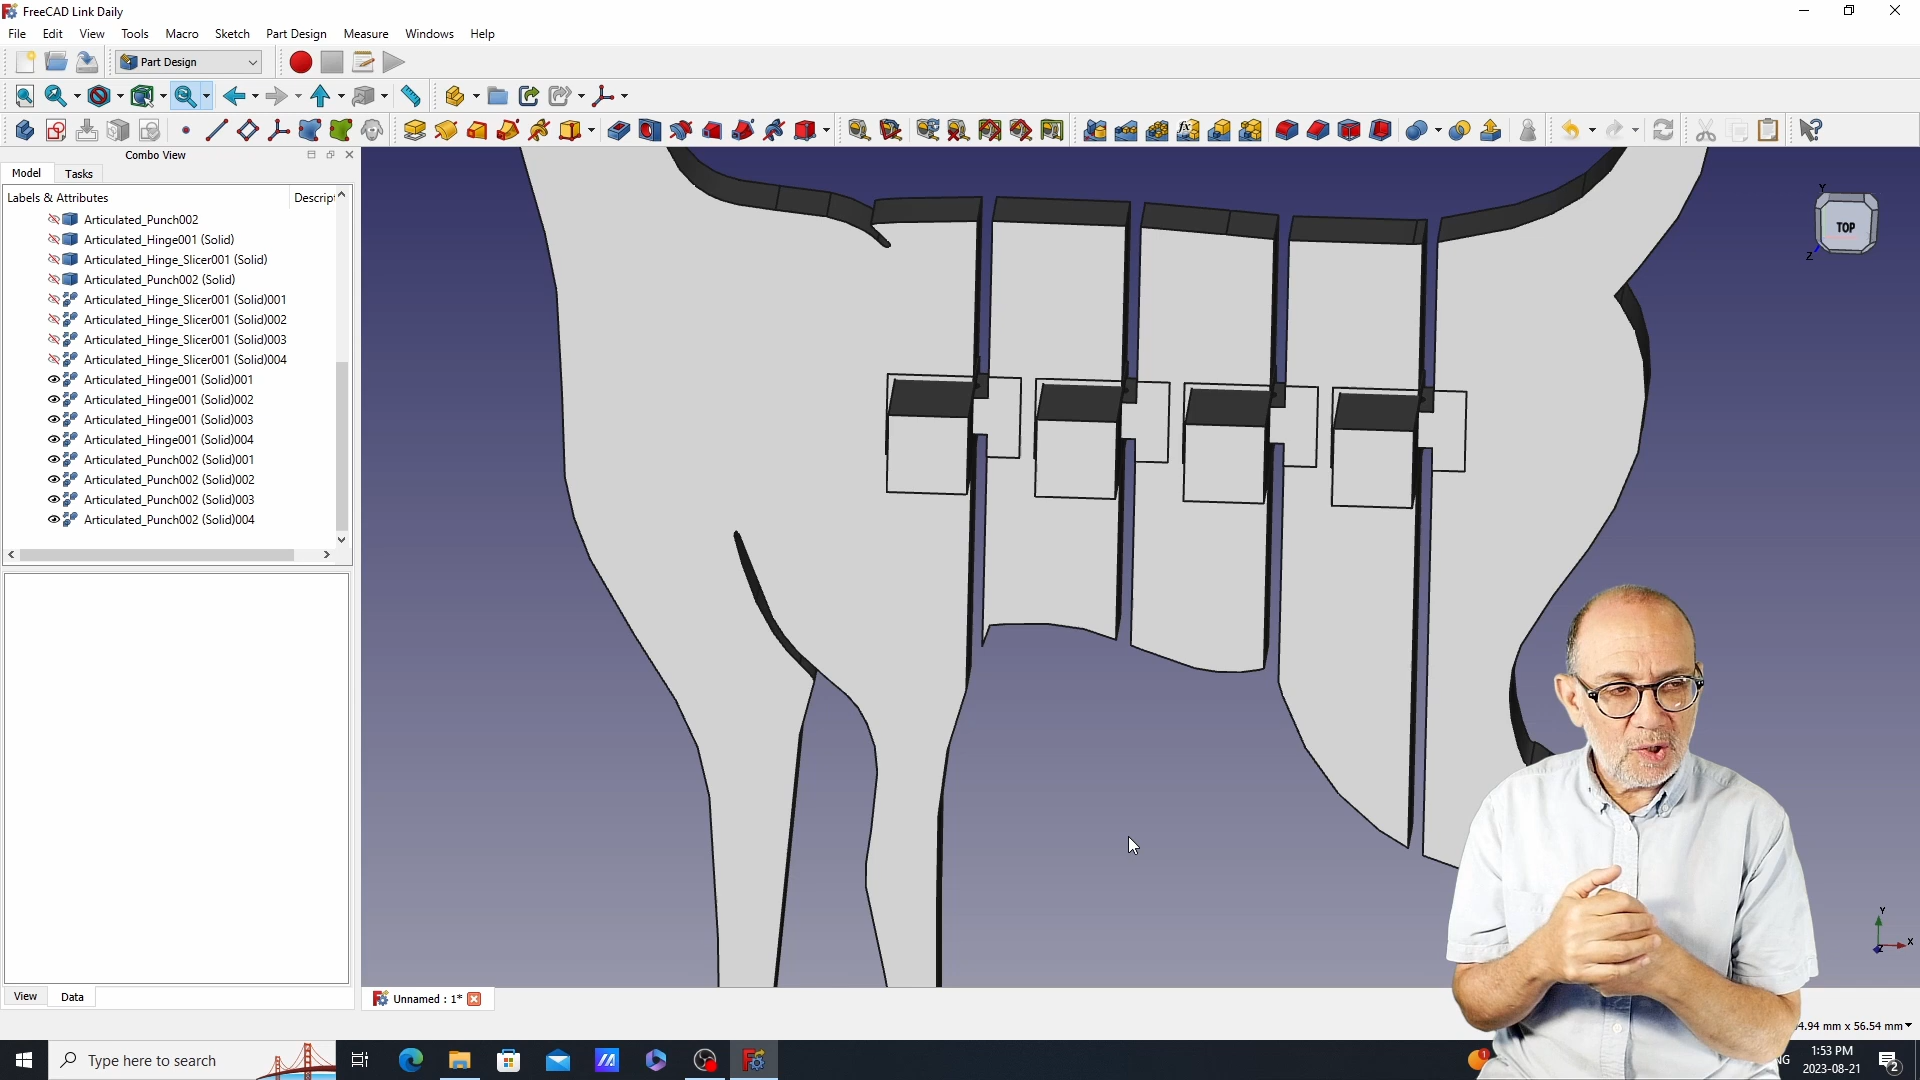 FreeCAD Link Daily
File Edit View Tools Macro Sketch Part Design Measure Windows Help
Part Design
Combo View
Model Tasks
Labels & Attributes Descrip
Articulated_Punch002
Articulated_Hinge001 (Solid)
Articulated_Hinge_Slicer001 (Solid)
Articulated_Punch002 (Solid)
Articulated_Hinge_Slicer001 (Solid)001
Articulated_Hinge_Slicer001 (Solid)002
Articulated_Hinge_Slicer001 (Solid)003
Articulated_Hinge_Slicer001 (Solid)004
Articulated_Hinge001 (Solid)001
Articulated_Hinge001 (Solid)002
Articulated_Hinge001 (Solid)003
Articulated_Hinge001 (Solid)004
Articulated_Punch002 (Solid)001
Articulated_Punch002 (Solid)002
Articulated_Punch002 (Solid)003
Articulated_Punch002 (Solid)004
Y
TOP
Z
Y
X
Z
View Data
Unnamed : 1*
4.94 mm x 56.54 mm
Type here to search
1
NG
1:53 PM
2023-08-21
2